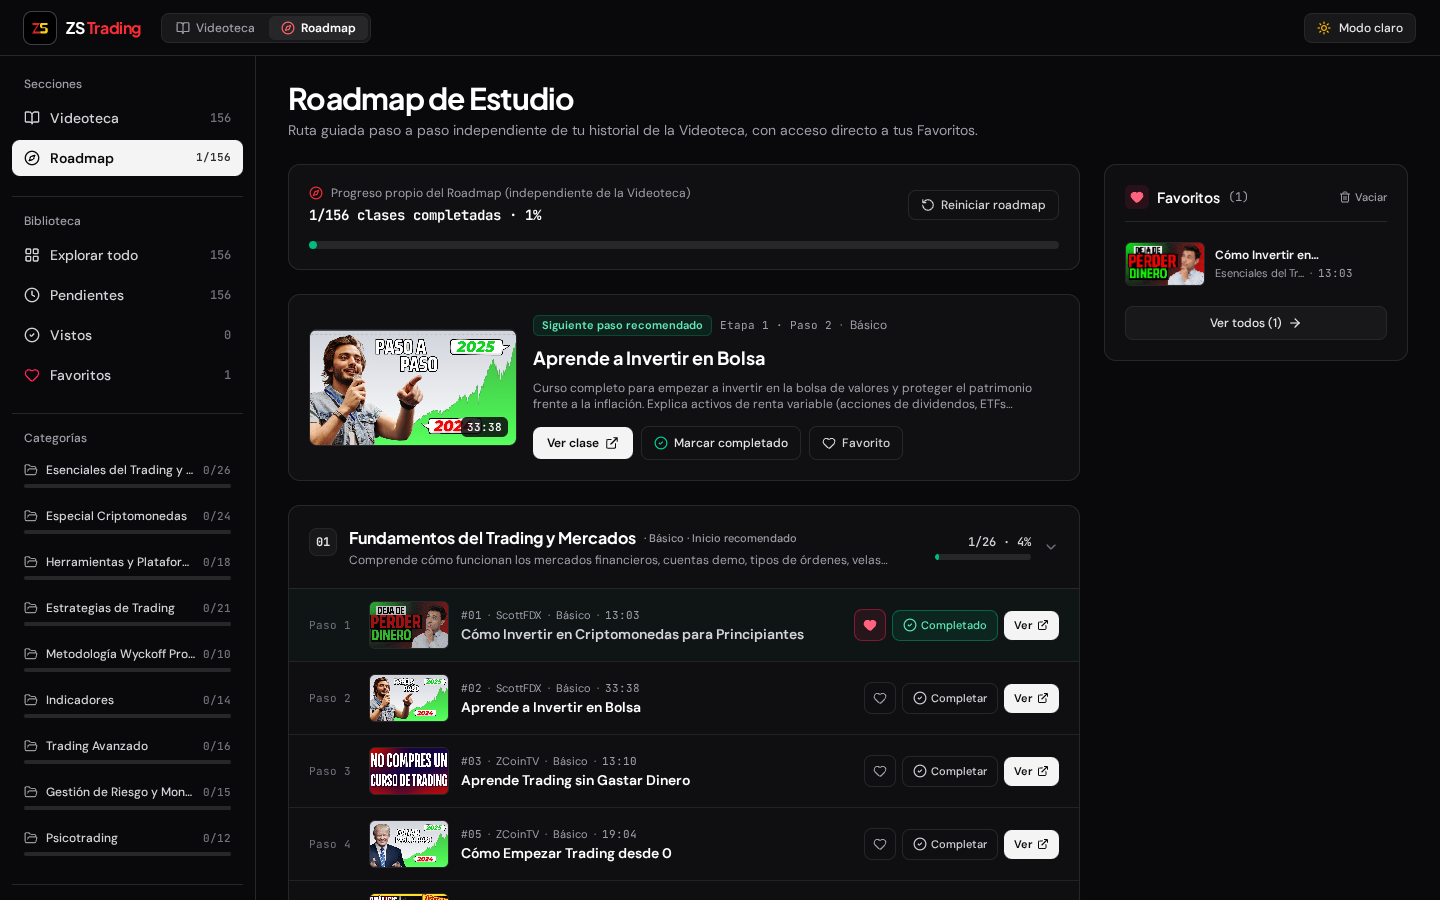 ZS
ZS Trading
Videoteca
Roadmap
Modo claro
Secciones
Videoteca 156
Roadmap 1/156
Biblioteca
Explorar todo 156
Pendientes 156
Vistos 0
Favoritos 1
Categorías
Esenciales del Trading y ... 0/26
Especial Criptomonedas 0/24
Herramientas y Platafor... 0/18
Estrategias de Trading 0/21
Metodología Wyckoff Pro... 0/10
Indicadores 0/14
Trading Avanzado 0/16
Gestión de Riesgo y Mon... 0/15
Psicotrading 0/12
Roadmap de Estudio
Ruta guiada paso a paso independiente de tu historial de la Videoteca, con acceso directo a tus Favoritos.
Progreso propio del Roadmap (independiente de la Videoteca)
1/156 clases completadas · 1%
Reiniciar roadmap
PASO A
PASO
2025
202
33:38
Siguiente paso recomendado Etapa 1 · Paso 2 · Básico
Aprende a Invertir en Bolsa
Curso completo para empezar a invertir en la bolsa de valores y proteger el patrimonio
frente a la inflación. Explica activos de renta variable (acciones de dividendos, ETFs...
Ver clase
Marcar completado
Favorito
01
Fundamentos del Trading y Mercados · Básico · Inicio recomendado
Comprende cómo funcionan los mercados financieros, cuentas demo, tipos de órdenes, velas...
1/26 · 4%
Paso 1
DEJA DE
PERDER
DINERO
#01 · ScottFDX · Básico · 13:03
Cómo Invertir en Criptomonedas para Principiantes
Completado
Ver
Paso 2
2025
2024
#02 · ScottFDX · Básico · 33:38
Aprende a Invertir en Bolsa
Completar
Ver
Paso 3
NO COMPRES UN
CURSO DE TRADING
#03 · ZCoinTV · Básico · 13:10
Aprende Trading sin Gastar Dinero
Completar
Ver
Paso 4
2025
2024
#05 · ZCoinTV · Básico · 19:04
Cómo Empezar Trading desde 0
Completar
Ver
Favoritos (1)
Vaciar
DEJA DE
PERDER
DINERO
Cómo Invertir en...
Esenciales del Tr... · 13:03
Ver todos (1)